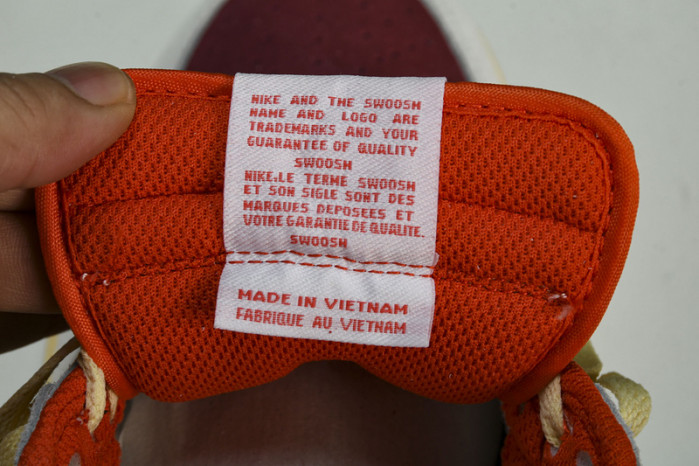 NIKE AND THE SWOOSH
NAME AND LOGO ARE
TRADEMARKS AND YOUR
GUARANTEE OF QUALITY
SWOOSH
NIKE.LE TERME SWOOSH
ET SON SIGLE SONT DES
MARQUES DEPOSEES ET
VOTRE GARANTIE DE QUALITE.
SWOOSH
MADE IN VIETNAM
FABRIQUE AU VIETNAM